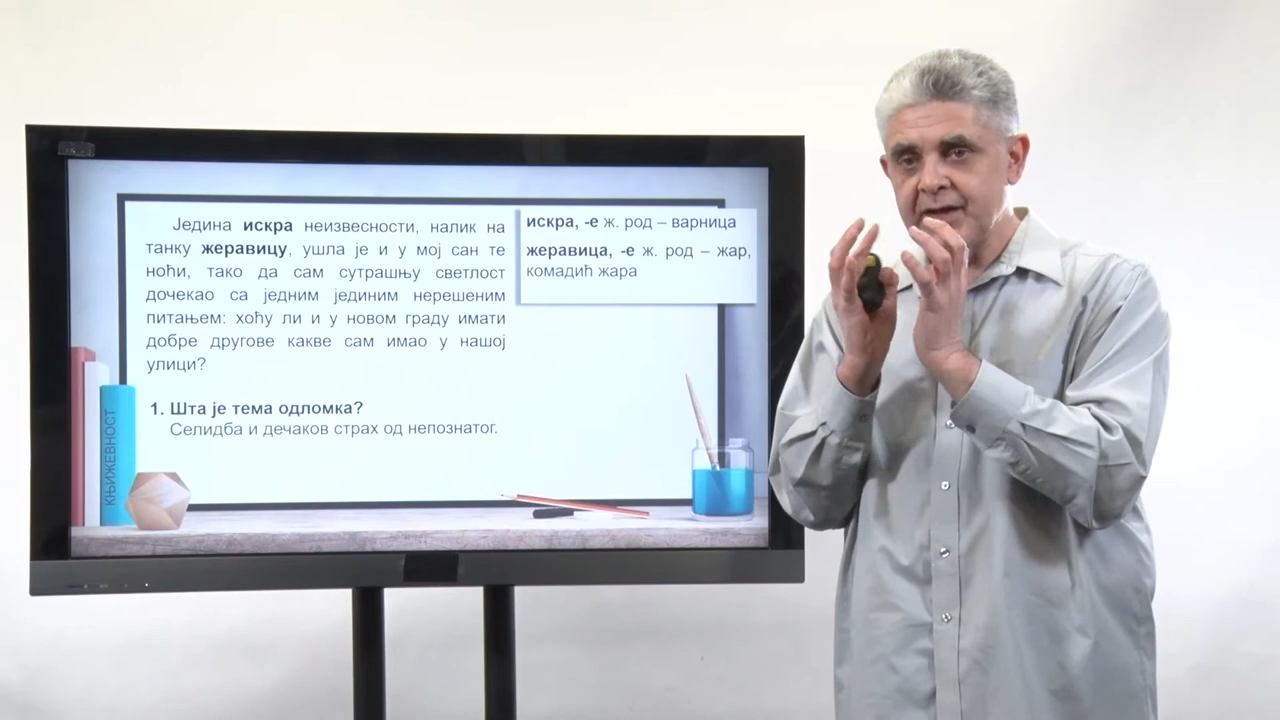 Једина искра неизвесности, налик на
танку жеравицу, ушла је и у мој сан те
ноћи, тако да сам сутрашњу светлост
дочекао са једним јединим нерешеним
питањем: хоћу ли и у новом граду имати
добре другове какве сам имао у нашој
улици?
1. Шта је тема одломка?
Селидба и дечаков страх од непознатог.
искра, -е ж. род – варница
жеравица, -е ж. род – жар,
комадић жара
КЊИЖЕВНОСТ